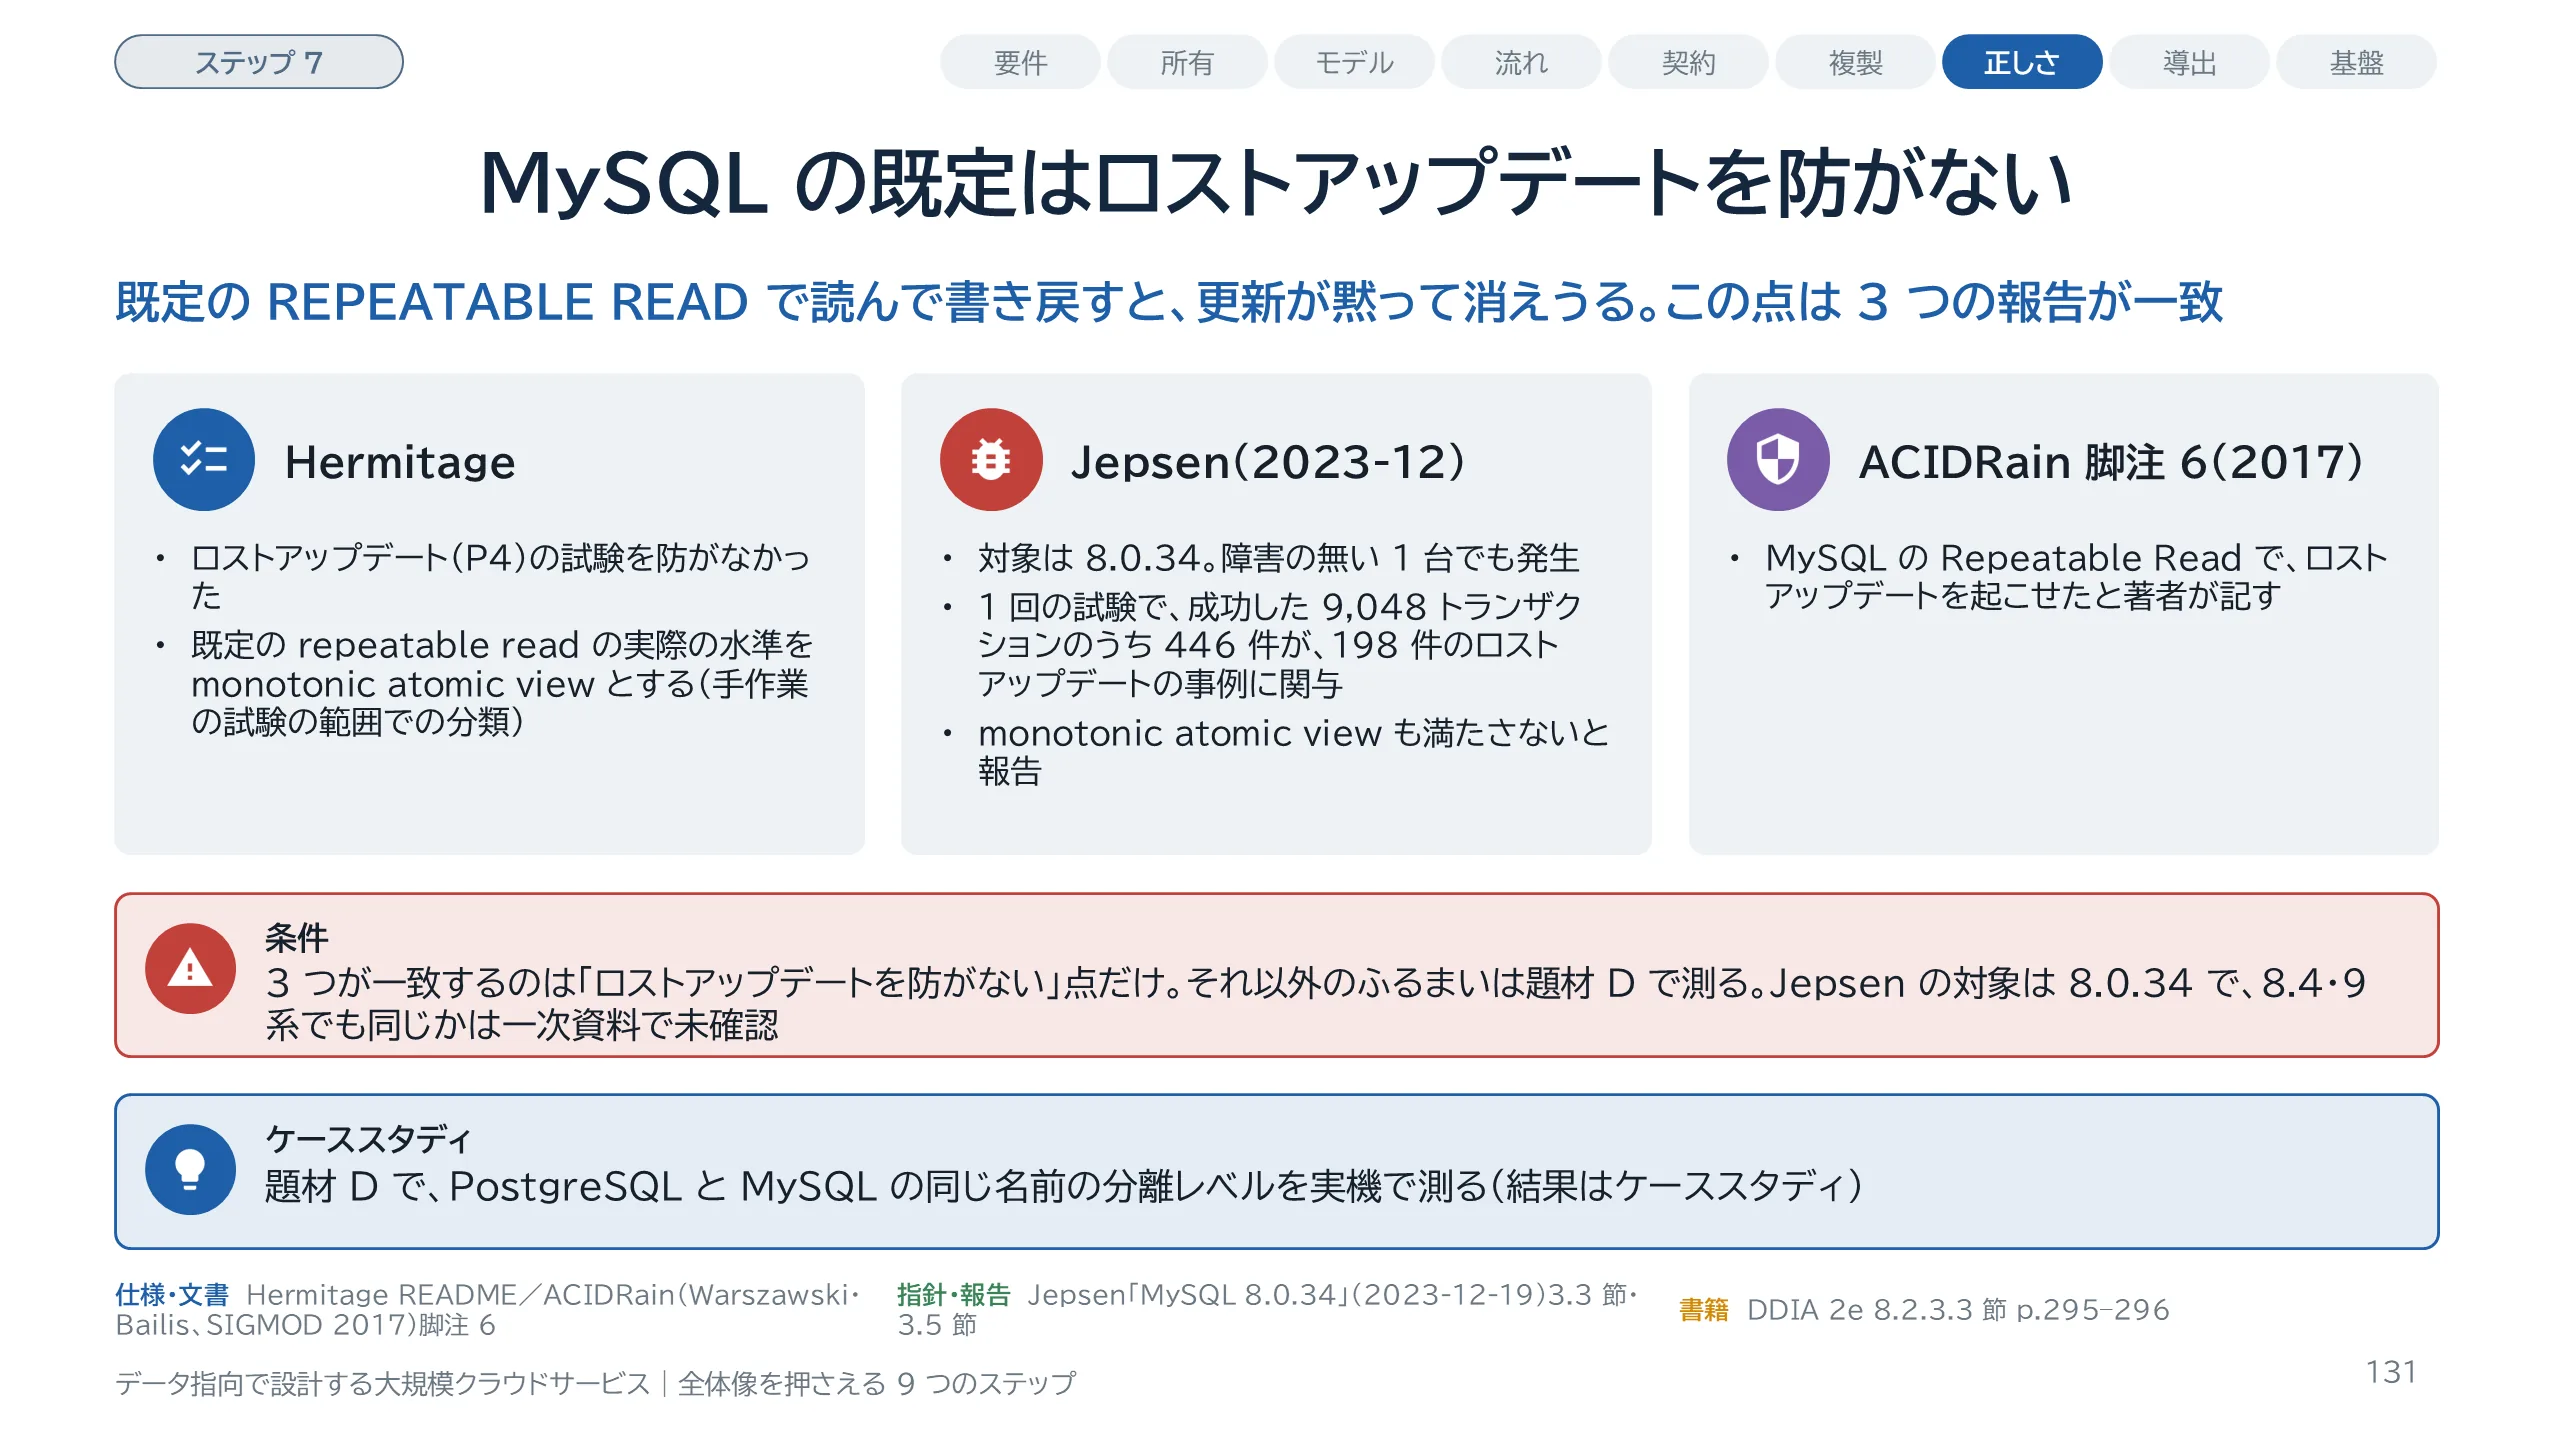 ステップ 7
要件
所有
モデル
流れ
契約
複製
正しさ
導出
基盤
MySQL の既定はロストアップデートを防がない
既定の REPEATABLE READ で読んで書き戻すと、更新が黙って消えうる。この点は 3 つの報告が一致
Hermitage
・ ロストアップデート(P4)の試験を防がなかっ
た
・ 既定の repeatable read の実際の水準を
monotonic atomic view とする(手作業
の試験の範囲での分類)
Jepsen(2023-12)
・ 対象は 8.0.34。障害の無い 1 台でも発生
・ 1 回の試験で、成功した 9,048 トランザク
ションのうち 446 件が、198 件のロスト
アップデートの事例に関与
・ monotonic atomic view も満たさないと
報告
ACIDRain 脚注 6(2017)
・ MySQL の Repeatable Read で、ロスト
アップデートを起こせたと著者が記す
条件
3 つが一致するのは「ロストアップデートを防がない」点だけ。それ以外のふるまいは題材 D で測る。Jepsen の対象は 8.0.34 で、8.4・9
系でも同じかは一次資料で未確認
ケーススタディ
題材 D で、PostgreSQL と MySQL の同じ名前の分離レベルを実機で測る(結果はケーススタディ)
仕様・文書 Hermitage README／ACIDRain(Warszawski・
Bailis、SIGMOD 2017)脚注 6
指針・報告 Jepsen「MySQL 8.0.34」(2023-12-19)3.3 節・
3.5 節
書籍 DDIA 2e 8.2.3.3 節 p.295–296
データ指向で設計する大規模クラウドサービス｜全体像を押さえる 9 つのステップ
131